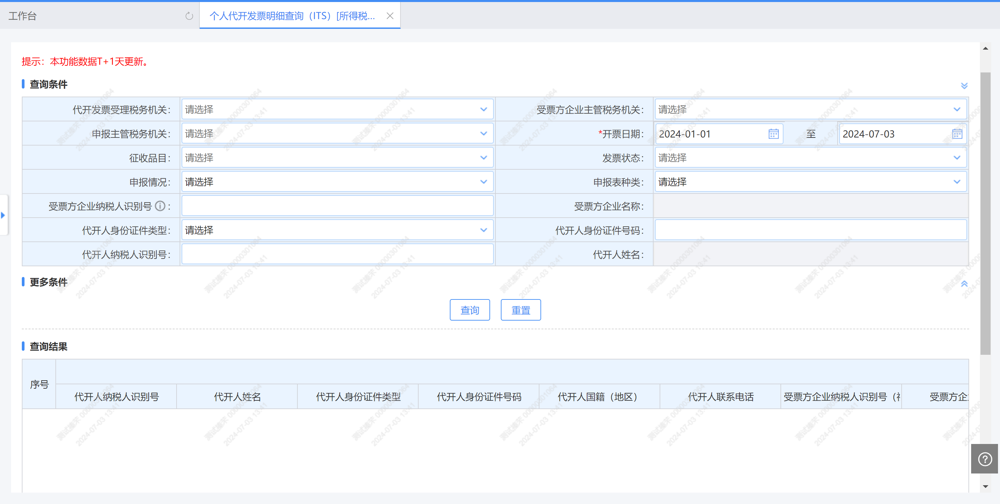 工作台
个人代开发票明细查询（ITS）[所得税...
提示：本功能数据T+1天更新。
查询条件
代开发票受理税务机关： 请选择 受票方企业主管税务机关： 请选择
申报主管税务机关： 请选择 *开票日期： 2024-01-01 至 2024-07-03
征收品目： 请选择 发票状态： 请选择
申报情况： 请选择 申报表种类： 请选择
受票方企业纳税人识别号 ： 受票方企业名称：
代开人身份证件类型： 请选择 代开人身份证件号码：
代开人纳税人识别号： 代开人姓名：
更多条件
查询 重置
查询结果
序号
代开人纳税人识别号 代开人姓名 代开人身份证件类型 代开人身份证件号码 代开人国籍（地区） 代开人联系电话 受票方企业纳税人识别号（ 受票方企
2024-07-03 13:41